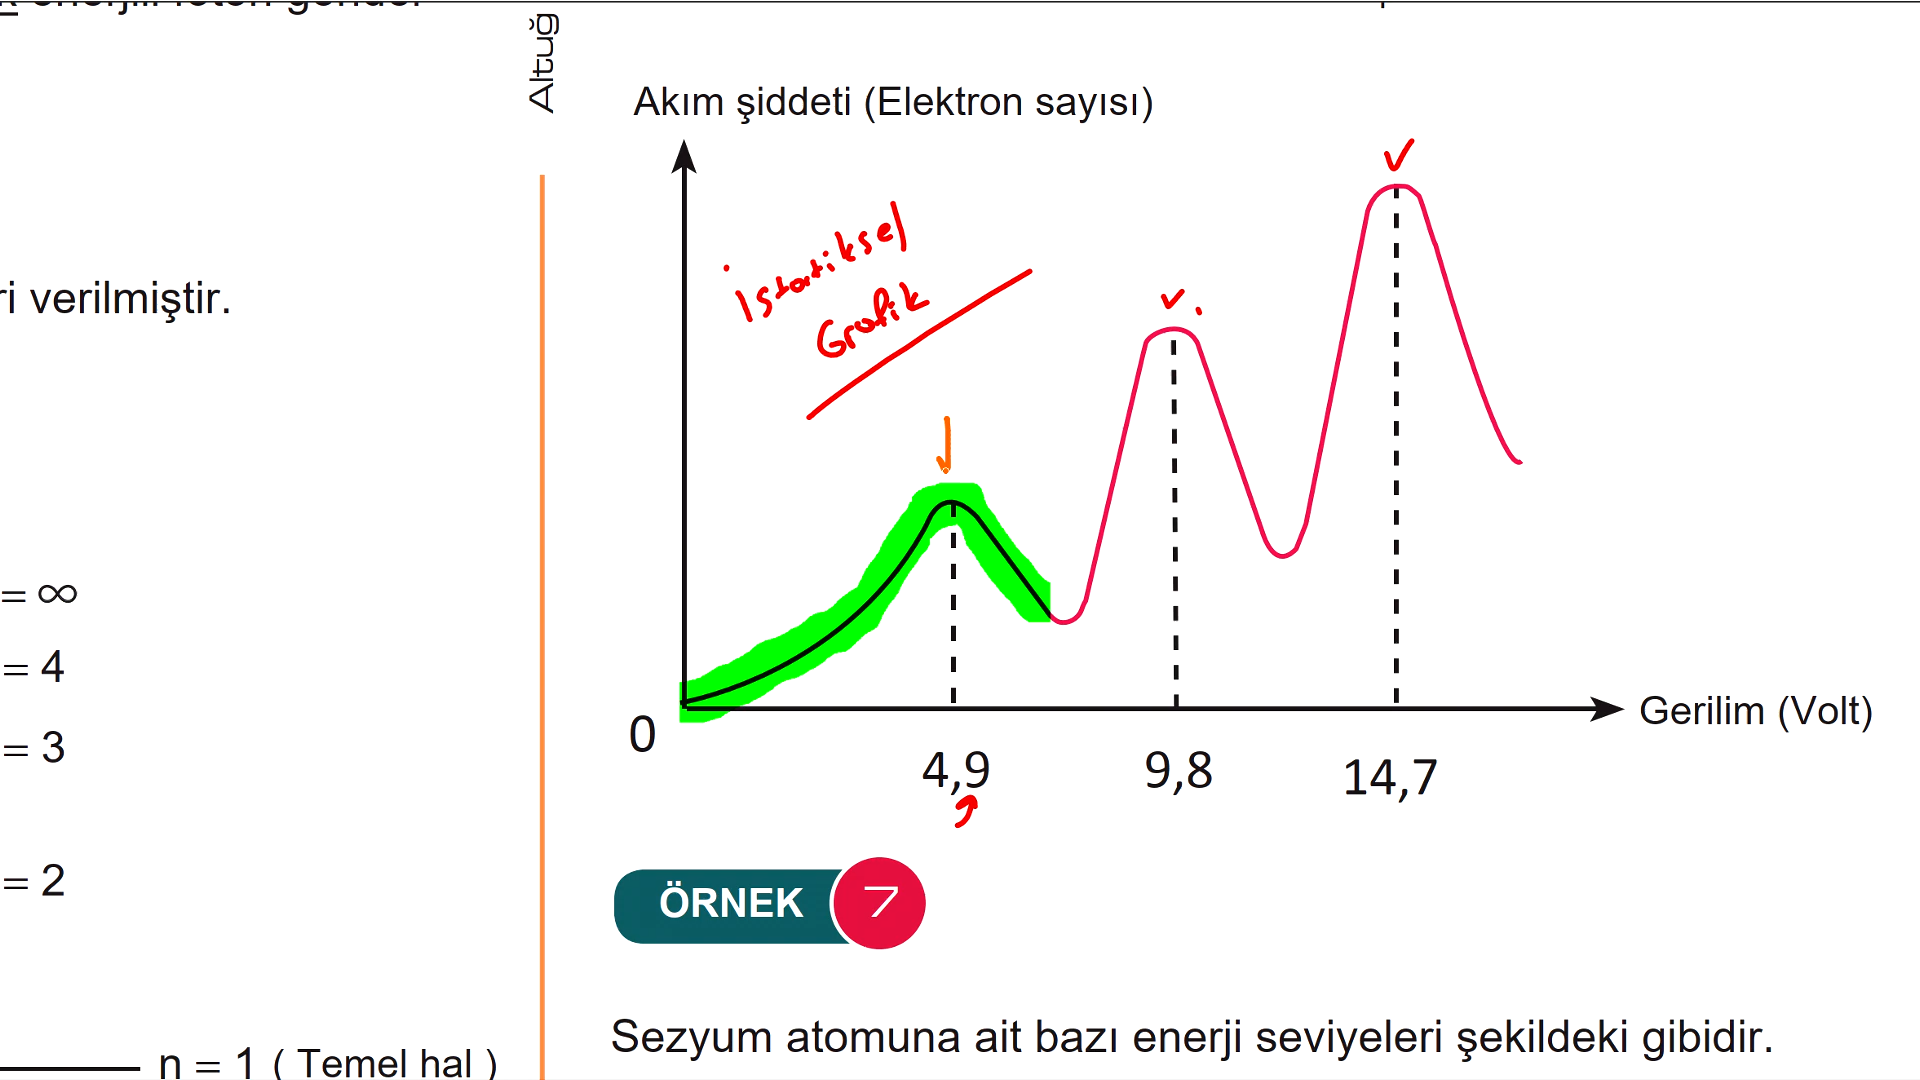 Altuğ
ri verilmiştir.
= ∞
= 4
= 3
= 2
n = 1 ( Temel hal )
Akım şiddeti (Elektron sayısı)
İstatiksel
Grafik
0
4,9
9,8
14,7
Gerilim (Volt)
ÖRNEK 7
Sezyum atomuna ait bazı enerji seviyeleri şekildeki gibidir.